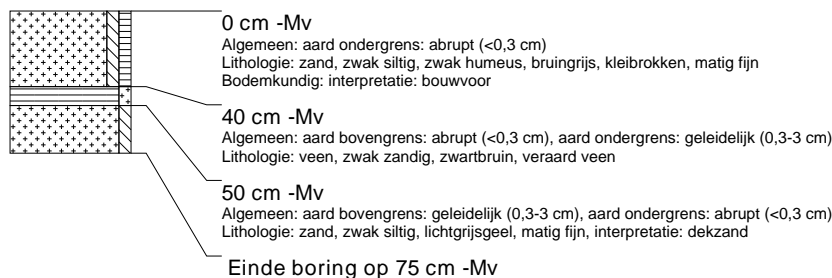 0 cm -Mv
Algemeen: aard ondergrens: abrupt (<0,3 cm)
Lithologie: zand, zwak siltig, zwak humeus, bruingrijs, kleibrokken, matig fijn
Bodemkundig: interpretatie: bouwvoor
40 cm -Mv
Algemeen: aard bovengrens: abrupt (<0,3 cm), aard ondergrens: geleidelijk (0,3-3 cm)
Lithologie: veen, zwak zandig, zwartbruin, veraard veen
50 cm -Mv
Algemeen: aard bovengrens: geleidelijk (0,3-3 cm), aard ondergrens: abrupt (<0,3 cm)
Lithologie: zand, zwak siltig, lichtgrijsgeel, matig fijn, interpretatie: dekzand
Einde boring op 75 cm -Mv